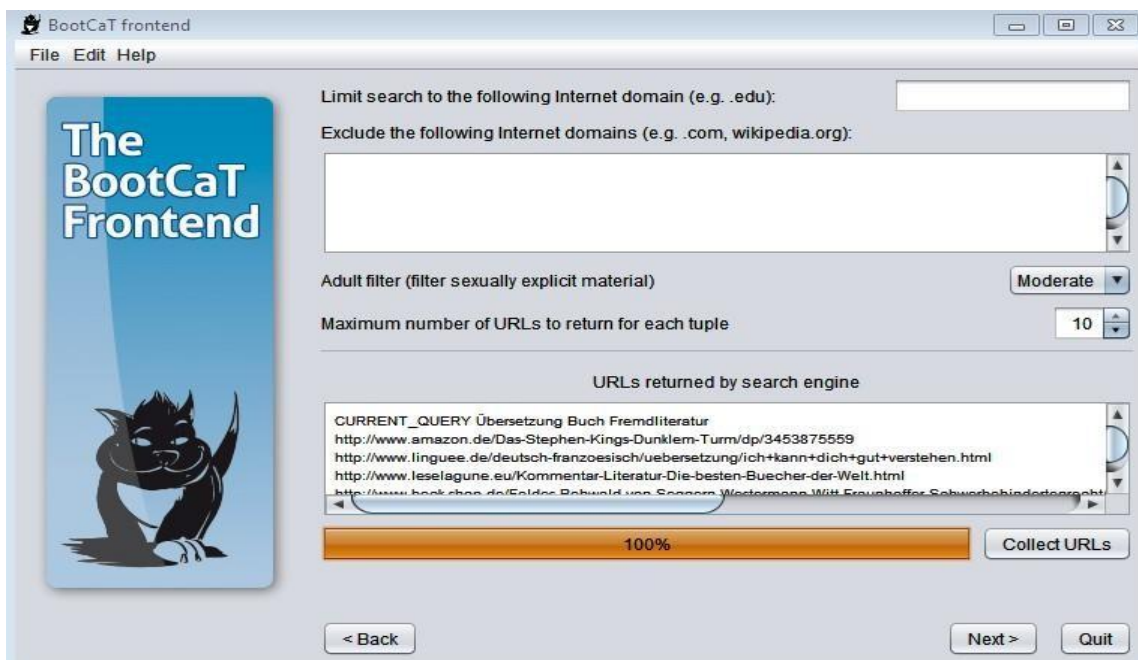 BootCaT frontend
File Edit Help
The
BootCaT
Frontend
Limit search to the following Internet domain (e.g. .edu):
Exclude the following Internet domains (e.g. .com, wikipedia.org):
Adult filter (filter sexually explicit material) Moderate
Maximum number of URLs to return for each tuple 10
URLs returned by search engine
CURRENT_QUERY Übersetzung Buch Fremdliteratur
http://www.amazon.de/Das-Stephen-Kings-Dunklem-Turm/dp/3453875559
http://www.linguee.de/deutsch-franzoesisch/uebersetzung/ich+kann+dich+gut+verstehen.html
http://www.leselagune.eu/Kommentar-Literatur-Die-besten-Buecher-der-Welt.html
100% Collect URLs
< Back Next > Quit